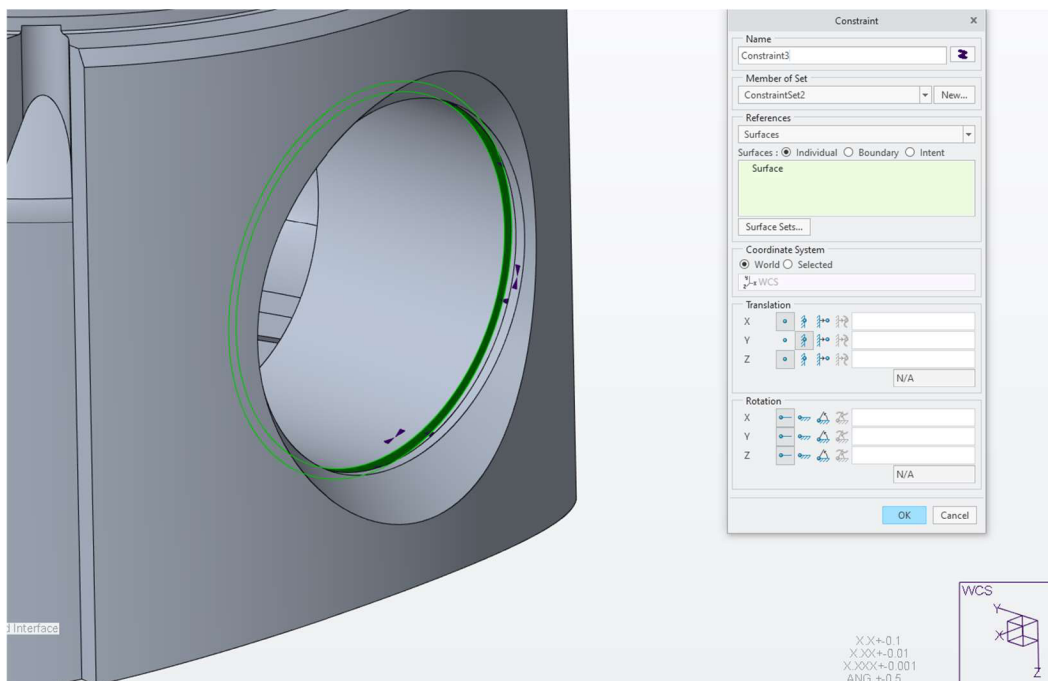 Constraint x
Name
Constraint3
Member of Set
ConstraintSet2 New...
References
Surfaces
Surfaces : Individual Boundary Intent
Surface
Surface Sets...
Coordinate System
World Selected
WCS
Translation
X
Y
Z
N/A
Rotation
X
Y
Z
N/A
OK Cancel
WCS
Y
X
Z
d Interface
X.X+-0.1
X.XX+-0.01
X.XXX+-0.001
ANG.+-0.5